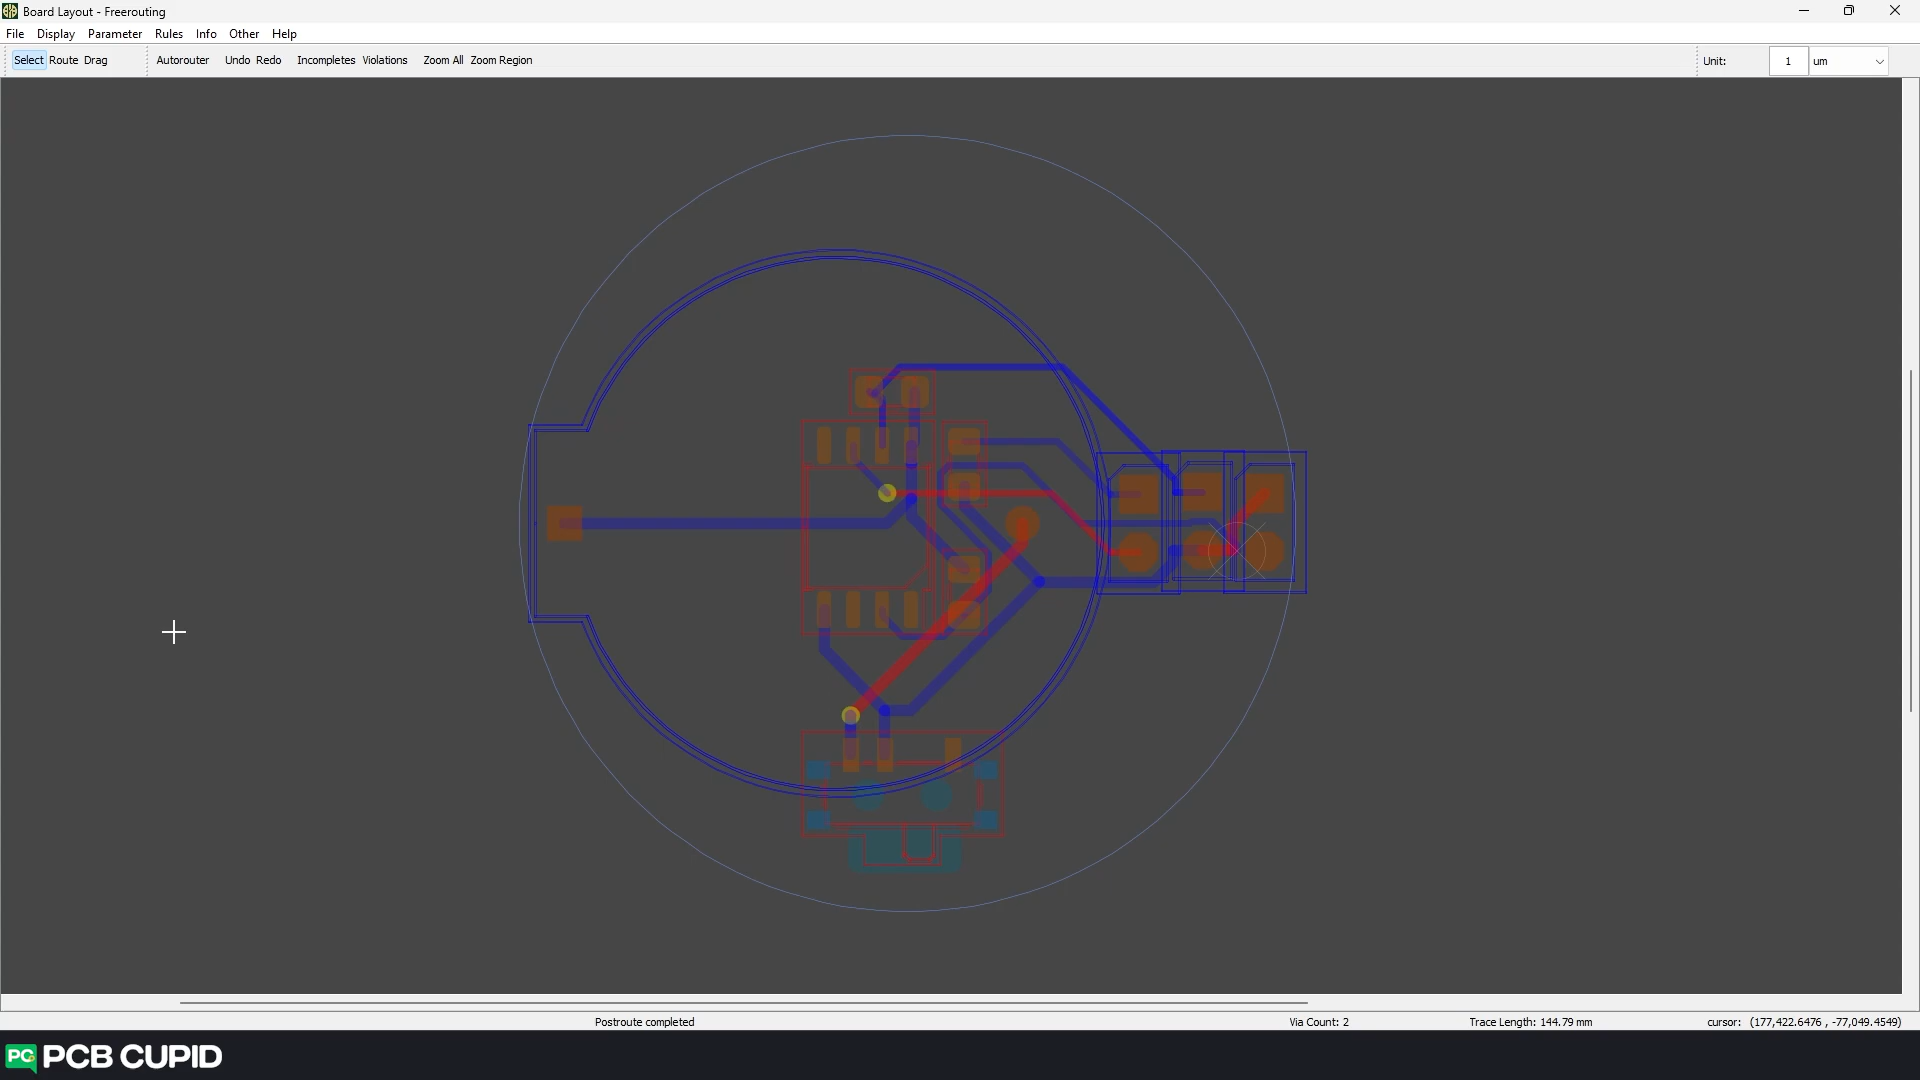 Board Layout - Freerouting
File Display Parameter Rules Info Other Help
Select Route Drag Autorouter Undo Redo Incompletes Violations Zoom All Zoom Region Unit: 1 um
Postroute completed Via Count: 2 Trace Length: 144.79 mm cursor: (177,422.6476 , -77,049.4549)
PC PCB CUPID